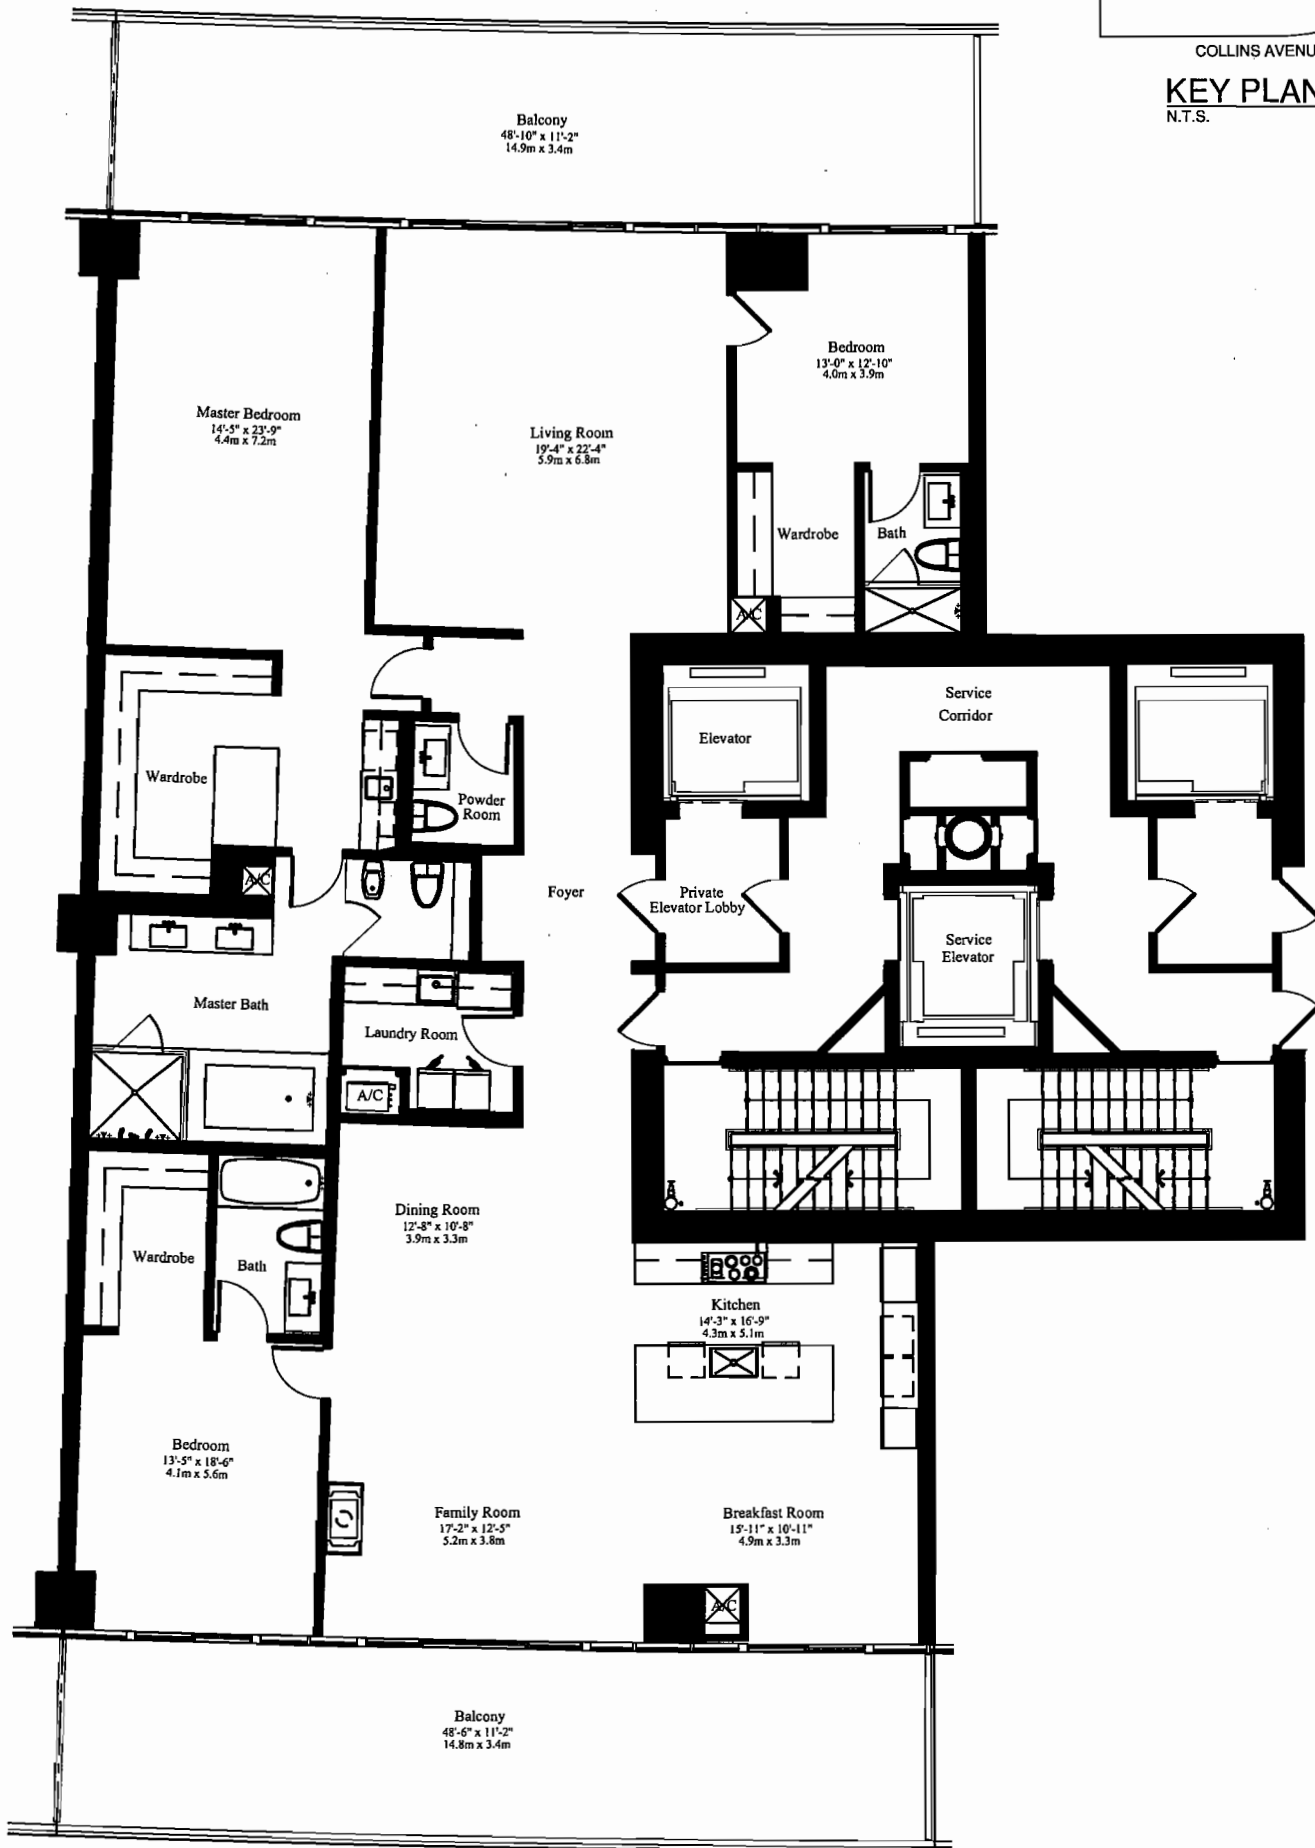 COLLINS AVENU
KEY PLAN
N.T.S.
Balcony
48'-10" x 11'-2"
14.9m x 3.4m
Bedroom
13'-0" x 12'-10"
4.0m x 3.9m
Master Bedroom
14'-5" x 23'-9"
4.4m x 7.2m
Living Room
19'-4" x 22'-4"
5.9m x 6.8m
Wardrobe
Bath
A/C
Service
Corridor
Elevator
Wardrobe
Powder
Room
A/C
Foyer
Private
Elevator Lobby
Service
Elevator
Master Bath
Laundry Room
A/C
Dining Room
12'-8" x 10'-8"
3.9m x 3.3m
Wardrobe
Bath
Kitchen
14'-3" x 16'-9"
4.3m x 5.1m
Bedroom
13'-5" x 18'-6"
4.1m x 5.6m
Family Room
17'-2" x 12'-5"
5.2m x 3.8m
Breakfast Room
15'-11" x 10'-11"
4.9m x 3.3m
A/C
Balcony
48'-6" x 11'-2"
14.8m x 3.4m